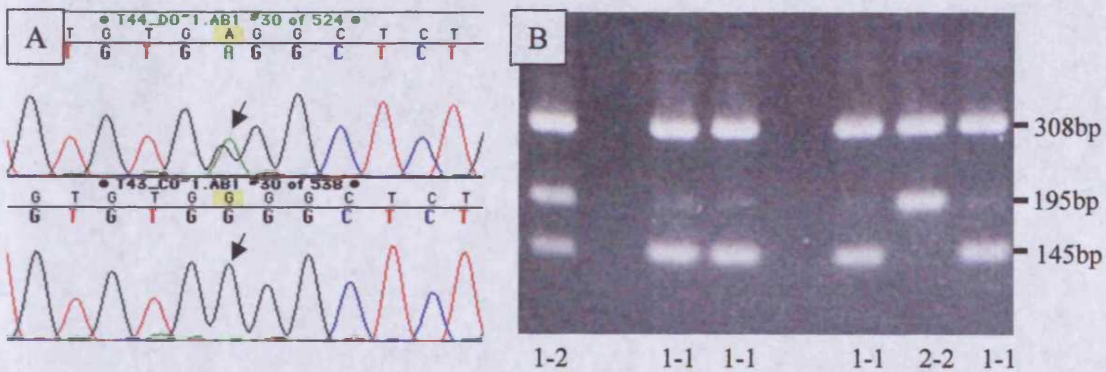 A
T44_D0~1.AB1 #30 of 524
T G T G A G G C T C T
T G T G A G G C T C T
T43_C0~1.AB1 #30 of 538
G T G T G G G G C T C T
G T G T G G G G C T C T
B
308bp
195bp
145bp
1-2 1-1 1-1 1-1 2-2 1-1